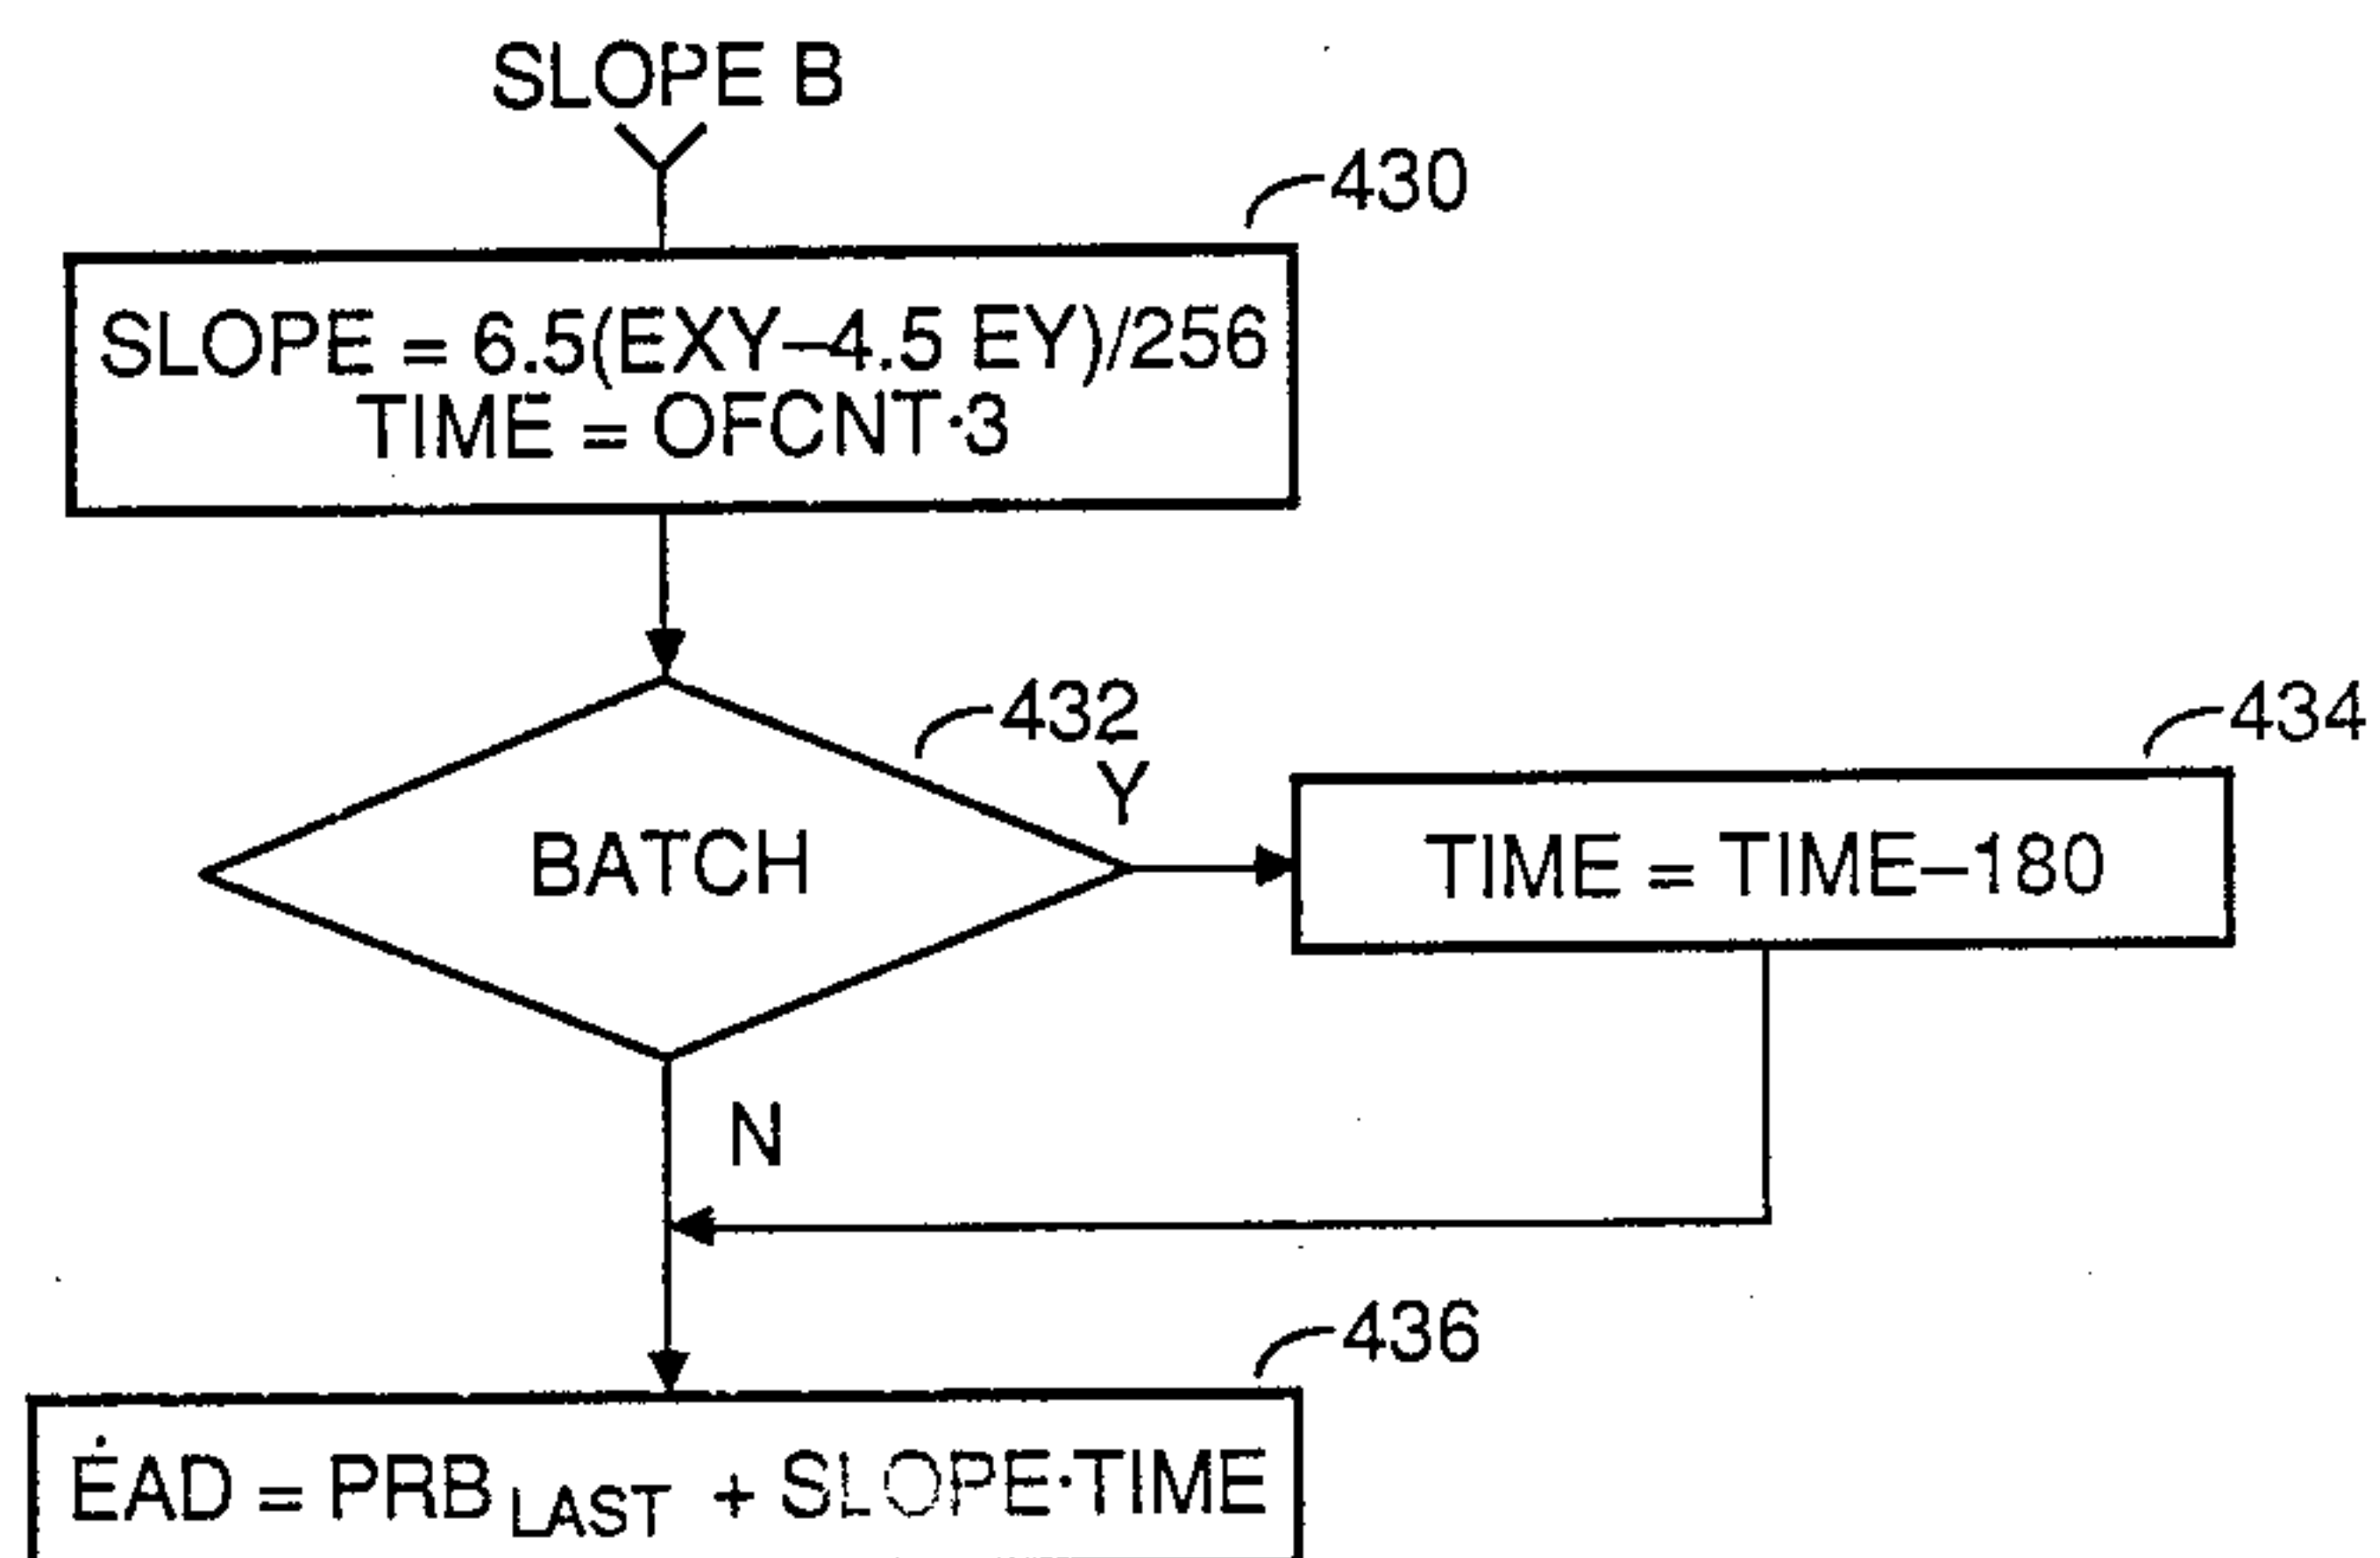 SLOPE B
430
SLOPE = 6.5(EXY–4.5 EY)/256
TIME = OFCNT·3
432
Y
434
BATCH
TIME = TIME–180
N
436
EAD = PRB LAST + SLOPE·TIME